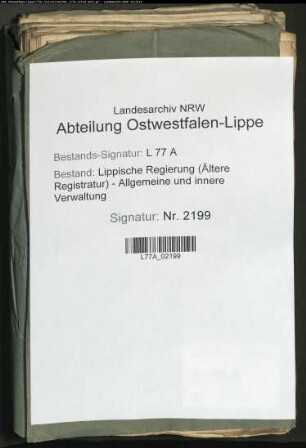 Landesarchiv NRW
Abteilung Ostwestfalen-Lippe
Bestands-Signatur: L 77 A
Bestand: Lippische Regierung (Ältere
Registratur) - Allgemeine und innere
Verwaltung
Signatur: Nr. 2199
L77A_02199